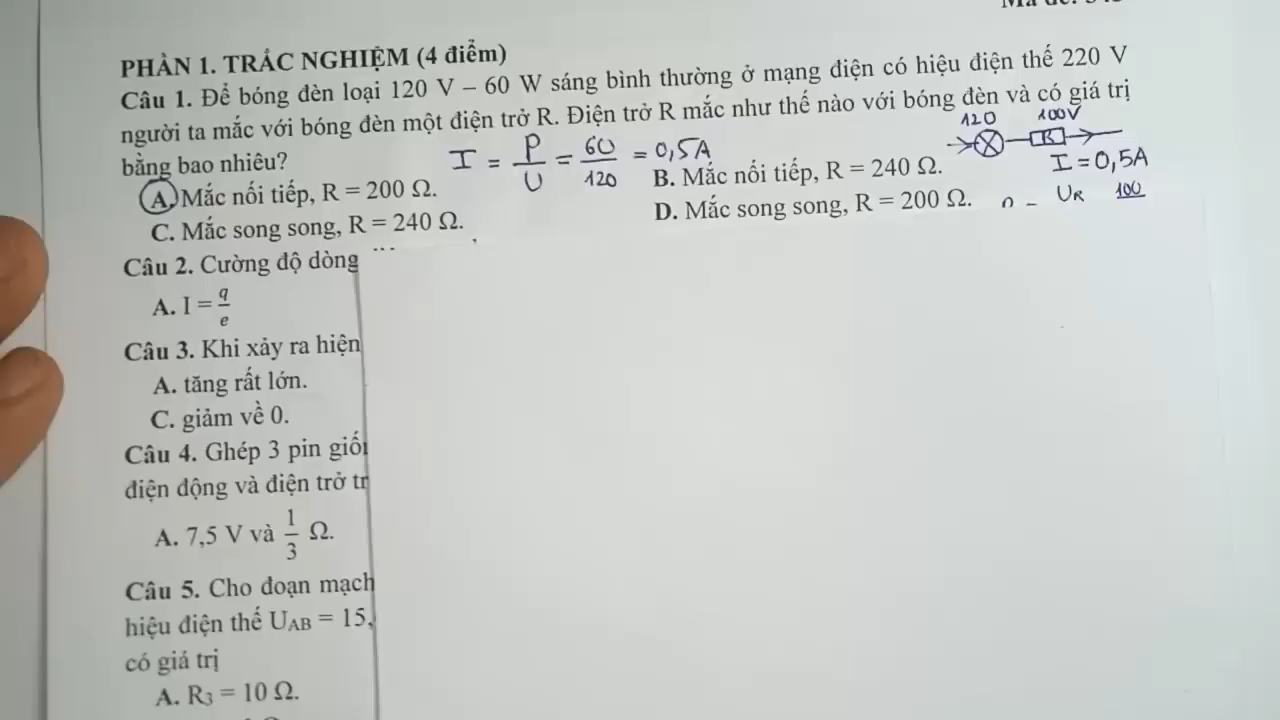 PHẦN 1. TRẮC NGHIỆM (4 điểm)
Câu 1. Để bóng đèn loại 120 V – 60 W sáng bình thường ở mạng điện có hiệu điện thế 220 V
người ta mắc với bóng đèn một điện trở R. Điện trở R mắc như thế nào với bóng đèn và có giá trị
120 100V
bằng bao nhiêu?
I = P/U = 60/120 = 0,5A
R
I = 0,5A
A. Mắc nối tiếp, R = 200 Ω.
B. Mắc nối tiếp, R = 240 Ω.
UR 100
C. Mắc song song, R = 240 Ω.
D. Mắc song song, R = 200 Ω.
Câu 2. Cường độ dòng
A. I = q/e
Câu 3. Khi xảy ra hiện
A. tăng rất lớn.
C. giảm về 0.
Câu 4. Ghép 3 pin
điện động và điện trở
A. 7,5 V và 1/3 Ω.
Câu 5. Cho đoạn mạch
hiệu điện thế UAB = 15,
có giá trị
A. R3 = 10 Ω.